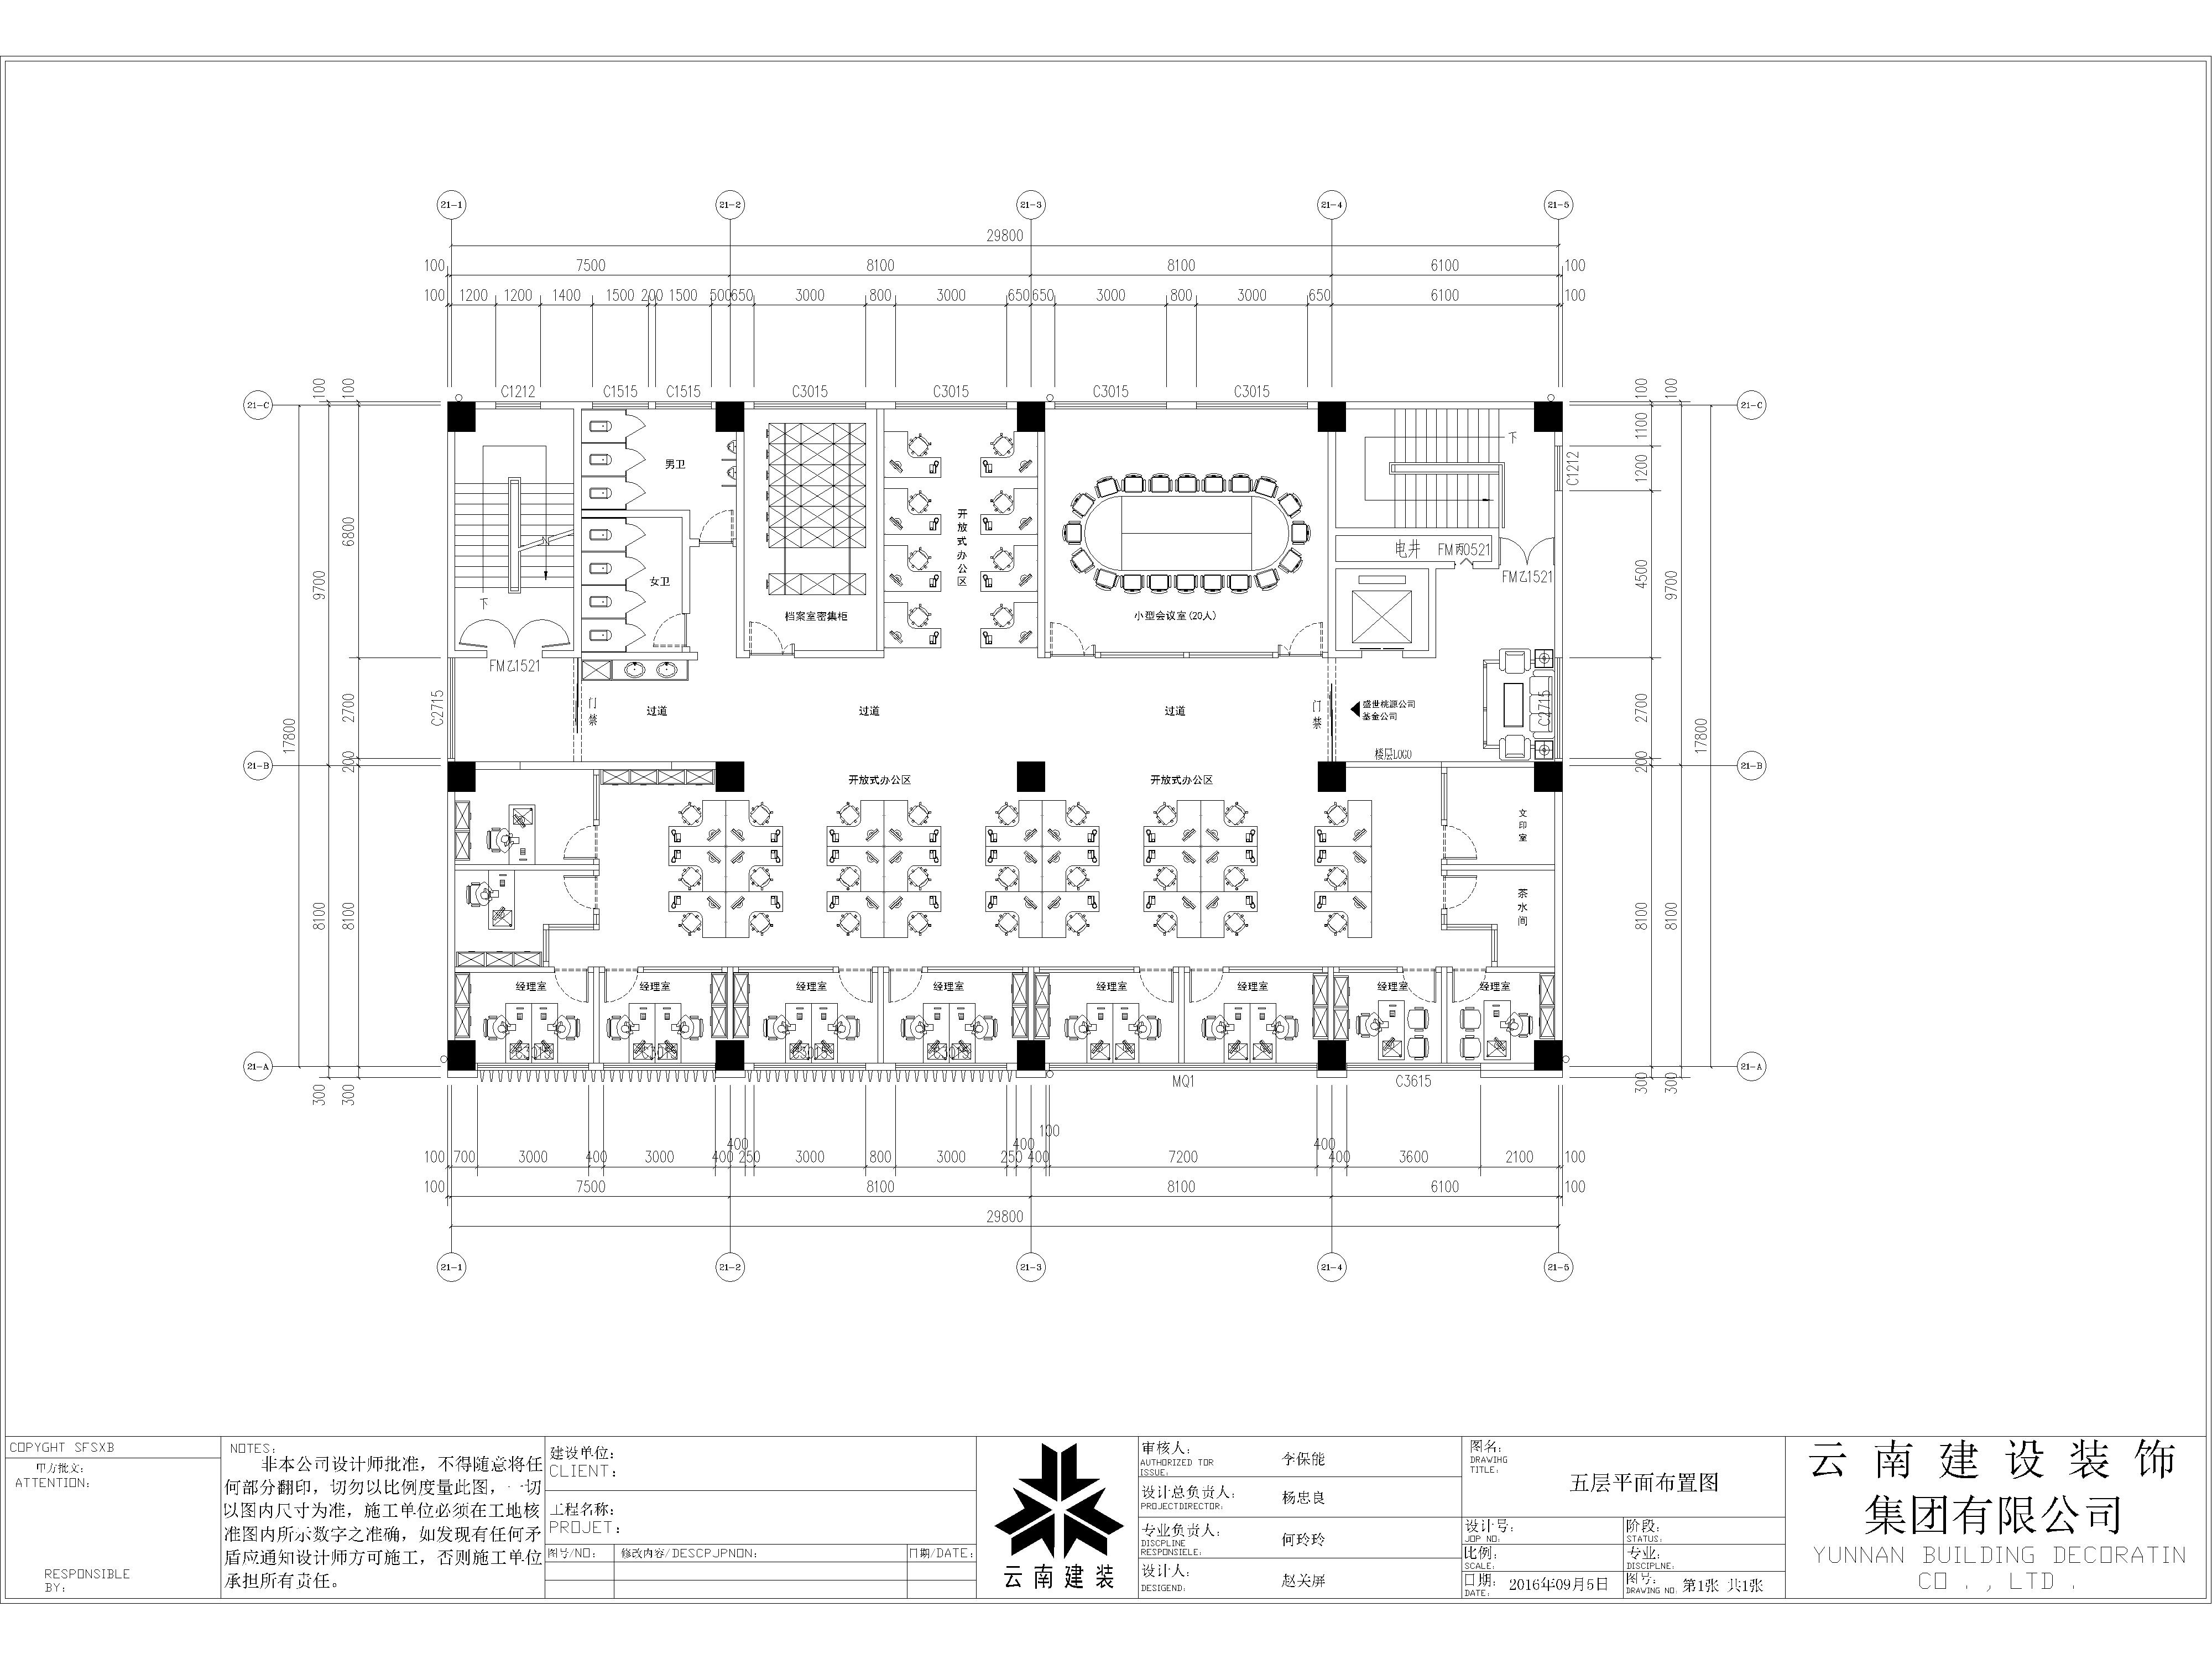 21-1 21-2 21-3 21-4 21-5
29800
100 7500 8100 8100 6100 100
100 1200 1200 1400 1500 200 1500 500 650 3000 800 3000 650 650 3000 800 3000 650 6100 100
C1212 C1515 C1515 C3015 C3015 C3015 C3015
100 100 100 100
21-C 21-C
男卫
下
1100
C1212
1200
开放式办公区
6800
9700
电井 FM丙0521
FM乙1521
4500
9700
女卫
下
档案室密集柜
小型会议室(20人)
FM乙1521
C2715
2700
17800
门禁
过道
过道
过道
门禁
盛世桃源公司
基金公司
C2715
2700
17800
楼层LOGO
21-B 200 200 21-B
开放式办公区 开放式办公区
文印室
8100 8100
茶水间
8100 8100
经理室 经理室 经理室 经理室 经理室 经理室 经理室 经理室
21-A 21-A
300 300 MQ1 C3615 300 300
100 700 3000 400 3000 400 400 250 3000 800 3000 250 400 400 100 7200 400 400 3600 2100 100
100 7500 8100 8100 6100 100
29800
21-1 21-2 21-3 21-4 21-5
COPYGHT SFSXB
甲方批文:
ATTENTION:
RESPONSIBLE
BY:
NOTES:
非本公司设计师批准，不得随意将任
何部分翻印，切勿以比例度量此图，一切
以图内尺寸为准，施工单位必须在工地核
准图内所示数字之准确，如发现有任何矛
盾应通知设计师方可施工，否则施工单位
承担所有责任。
建设单位:
CLIENT:
工程名称:
PROJET:
图号/NO: 修改内容/DESCPJPNON: 日期/DATE:
云南建装
审核人: 李保能
AUTHORIZED TOR
ISSUE:
设计总负责人: 杨忠良
PROJECTDIRECTOR:
专业负责人: 何玲玲
DISCPLINE
RESPONSIELE:
设计人: 赵关屏
DESIGEND:
图名:
DRAWIHG
TITLE:
五层平面布置图
设计号: 阶段:
JOP NO: STATUS:
比例: 专业:
SCALE: DISCIPLNE:
日期: 2016年09月5日 图号: 第1张 共1张
DATE: DRAWING NO.
云南建设装饰
集团有限公司
YUNNAN BUILDING DECORATIN
CO., LTD.